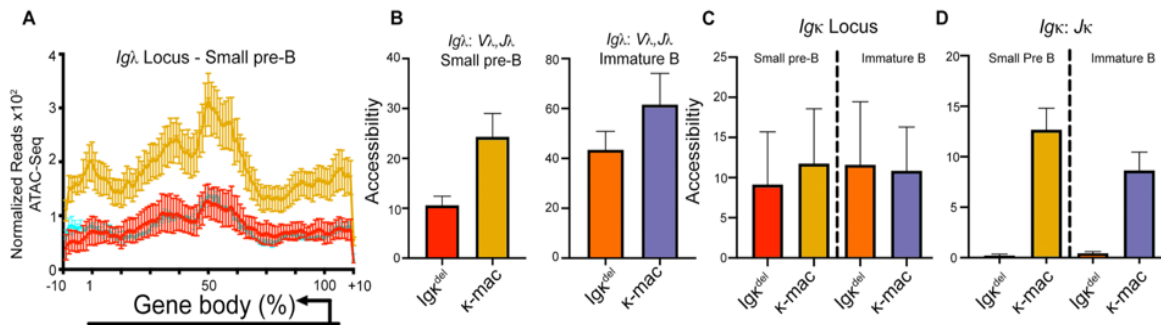 A
Igλ Locus - Small pre-B
Normalized Reads x10²
ATAC-Seq
4
3
2
1
0
-10 1 50 100 +10
Gene body (%)
B
Igλ: Vλ,Jλ
Small pre-B
Accessibiltiy
40
30
20
10
0
Igκdel
κ-mac
Igλ: Vλ,Jλ
Immature B
80
60
40
20
0
Igκdel
κ-mac
C
Igκ Locus
Small pre-B
Immature B
Accessibility
25
20
15
10
5
0
Igκdel
κ-mac
Igκdel
κ-mac
D
Igκ: Jκ
Small Pre B
Immature B
20
15
10
5
0
Igκdel
κ-mac
Igκdel
κ-mac